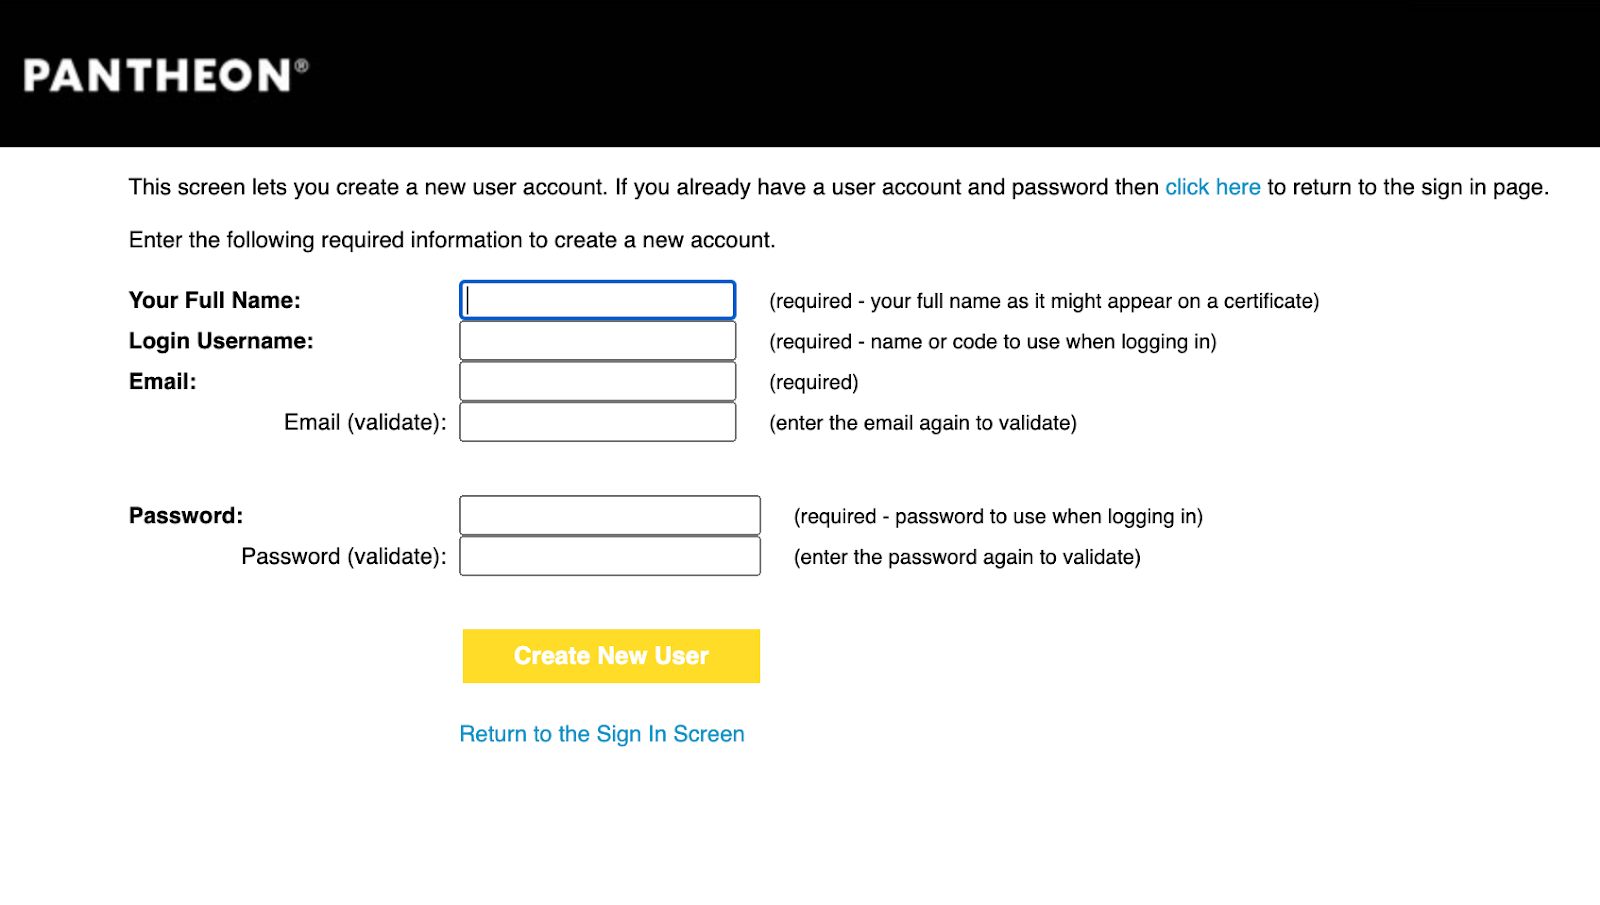 PANTHEON®
This screen lets you create a new user account. If you already have a user account and password then click here to return to the sign in page.
Enter the following required information to create a new account.
Your Full Name: (required - your full name as it might appear on a certificate)
Login Username: (required - name or code to use when logging in)
Email: (required)
Email (validate): (enter the email again to validate)
Password: (required - password to use when logging in)
Password (validate): (enter the password again to validate)
Create New User
Return to the Sign In Screen